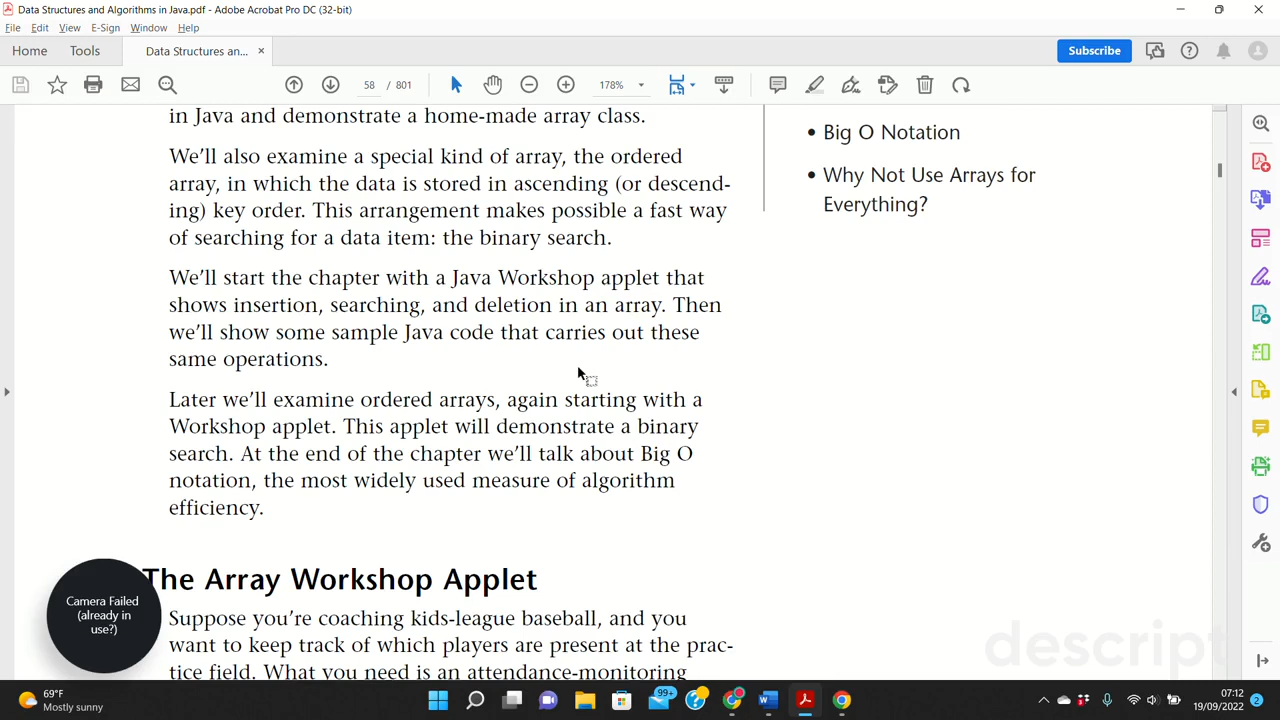 Data Structures and Algorithms in Java.pdf - Adobe Acrobat Pro DC (32-bit)
File Edit View E-Sign Window Help
Home Tools Data Structures an... × Subscribe
58 / 801 178%
in Java and demonstrate a home-made array class.
We'll also examine a special kind of array, the ordered
array, in which the data is stored in ascending (or descend-
ing) key order. This arrangement makes possible a fast way
of searching for a data item: the binary search.
We'll start the chapter with a Java Workshop applet that
shows insertion, searching, and deletion in an array. Then
we'll show some sample Java code that carries out these
same operations.
Later we'll examine ordered arrays, again starting with a
Workshop applet. This applet will demonstrate a binary
search. At the end of the chapter we'll talk about Big O
notation, the most widely used measure of algorithm
efficiency.
• Big O Notation
• Why Not Use Arrays for
Everything?
The Array Workshop Applet
Suppose you're coaching kids-league baseball, and you
want to keep track of which players are present at the prac-
tice field. What you need is an attendance-monitoring
Camera Failed
(already in
use?)
descript
69°F
Mostly sunny
99+
07:12
19/09/2022
2